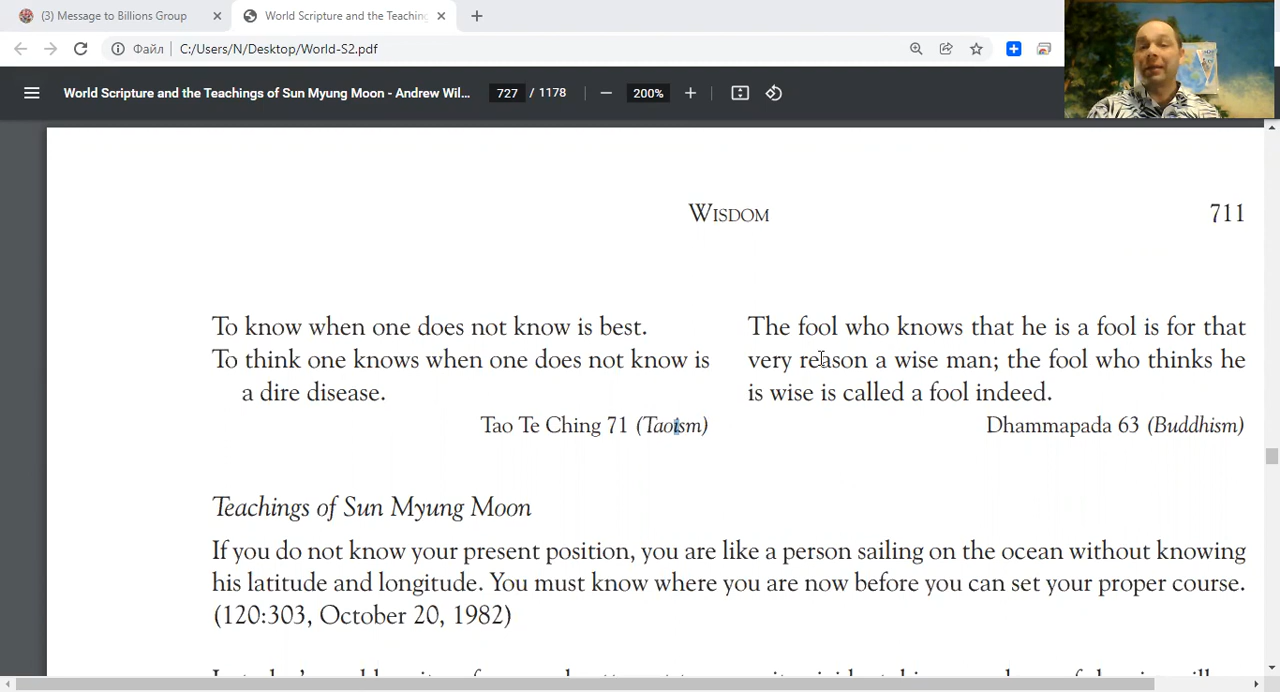 (3) Message to Billions Group
World Scripture and the Teaching
Файл
C:/Users/N/Desktop/World-S2.pdf
World Scripture and the Teachings of Sun Myung Moon - Andrew Wil...
727 / 1178
200%
WISDOM
711
To know when one does not know is best.
To think one knows when one does not know is
a dire disease.
Tao Te Ching 71 (Taoism)
The fool who knows that he is a fool is for that
very reason a wise man; the fool who thinks he
is wise is called a fool indeed.
Dhammapada 63 (Buddhism)
Teachings of Sun Myung Moon
If you do not know your present position, you are like a person sailing on the ocean without knowing
his latitude and longitude. You must know where you are now before you can set your proper course.
(120:303, October 20, 1982)